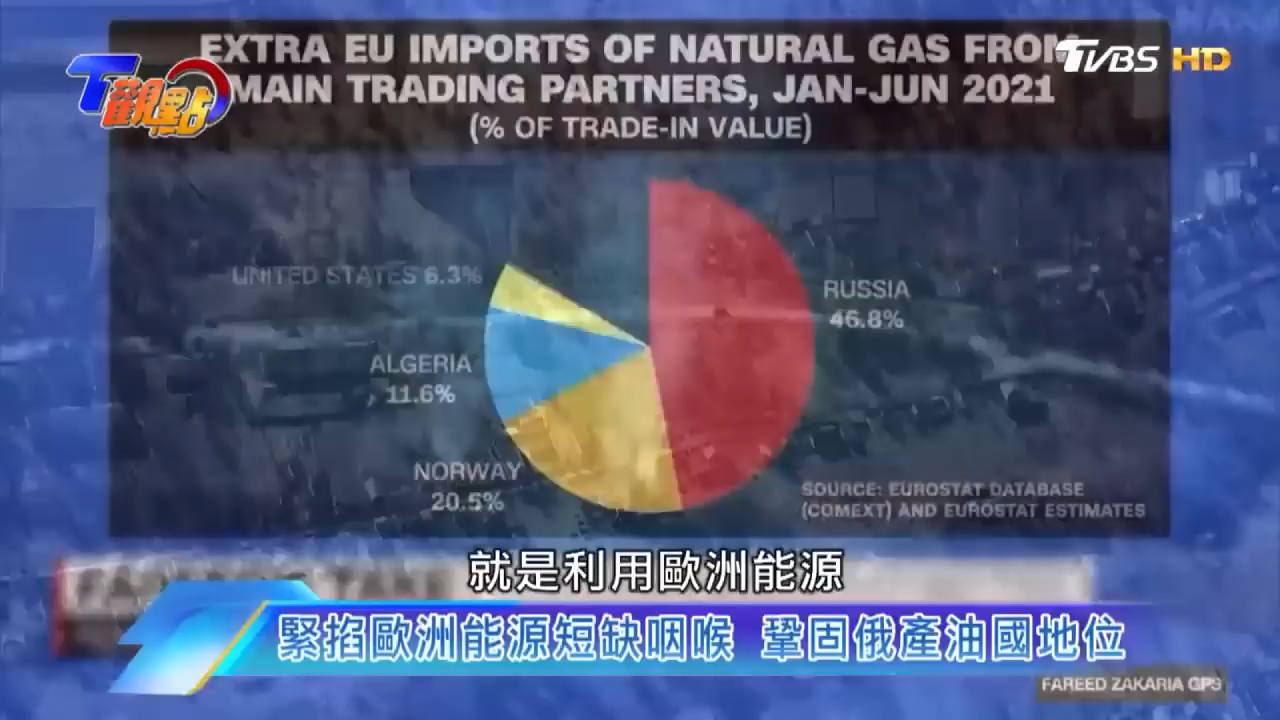 EXTRA EU IMPORTS OF NATURAL GAS FROM
MAIN TRADING PARTNERS, JAN-JUN 2021
(% OF TRADE-IN VALUE)
TVBS HD
T觀點
UNITED STATES 6.3%
RUSSIA
46.8%
ALGERIA
11.6%
NORWAY
20.5%
SOURCE: EUROSTAT DATABASE
(COMEXT) AND EUROSTAT ESTIMATES
就是利用歐洲能源
緊掐歐洲能源短缺咽喉 鞏固俄產油國地位
FAREED ZAKARIA GPS